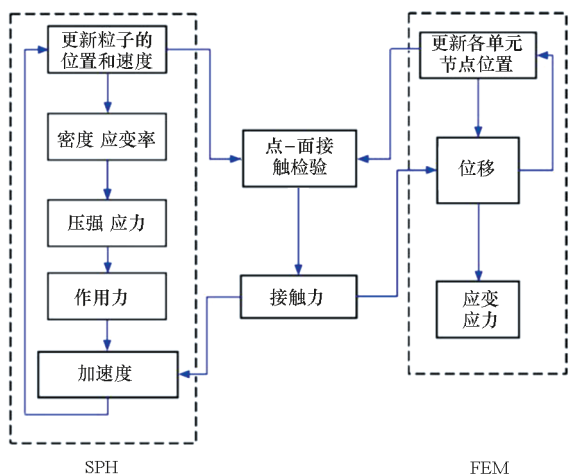 更新粒子的
位置和速度
密度 应变率
压强 应力
作用力
加速度
点-面接
触检验
接触力
更新各单元
节点位置
位移
应变
应力
SPH
FEM